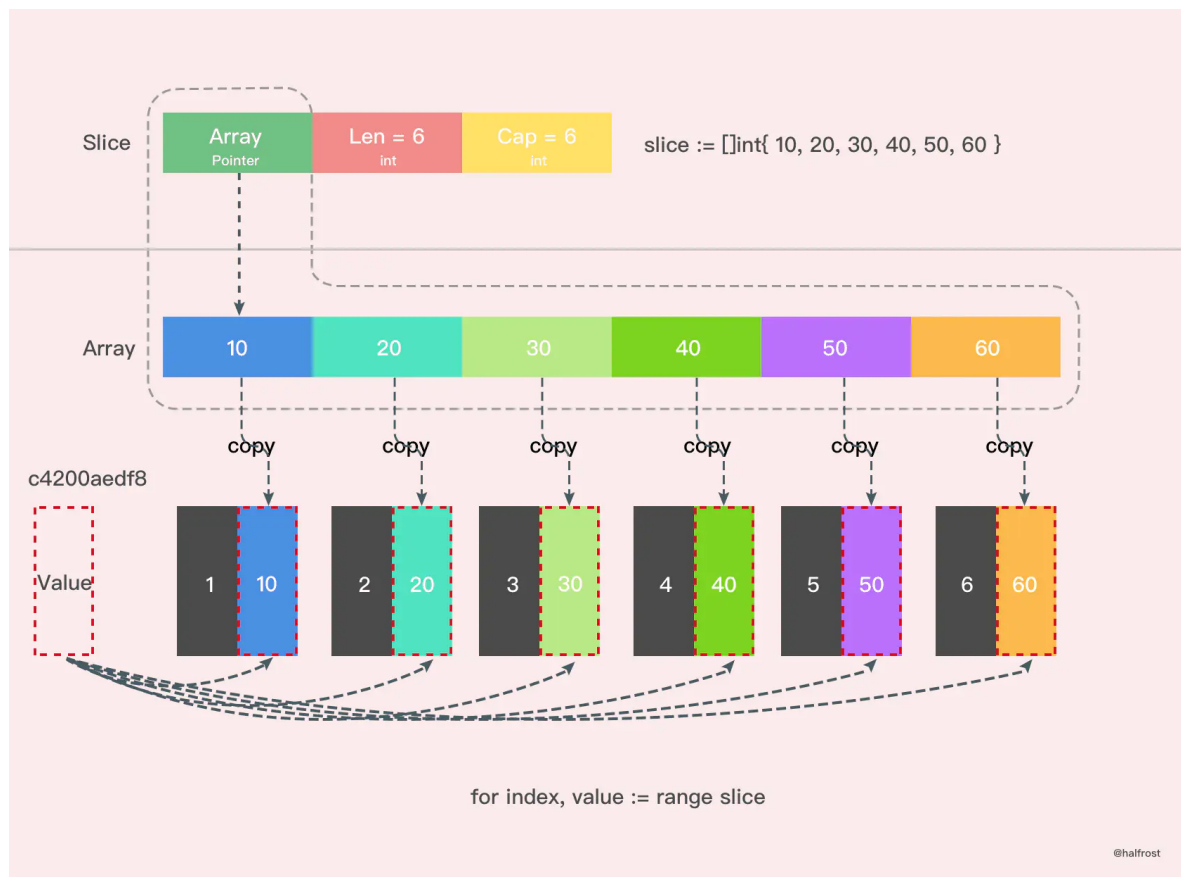 Slice
Array
Pointer
Len = 6
int
Cap = 6
int
slice := []int{ 10, 20, 30, 40, 50, 60 }
Array
10
20
30
40
50
60
copy
copy
copy
copy
copy
copy
c4200aedf8
Value
1
10
2
20
3
30
4
40
5
50
6
60
for index, value := range slice
@halfrost